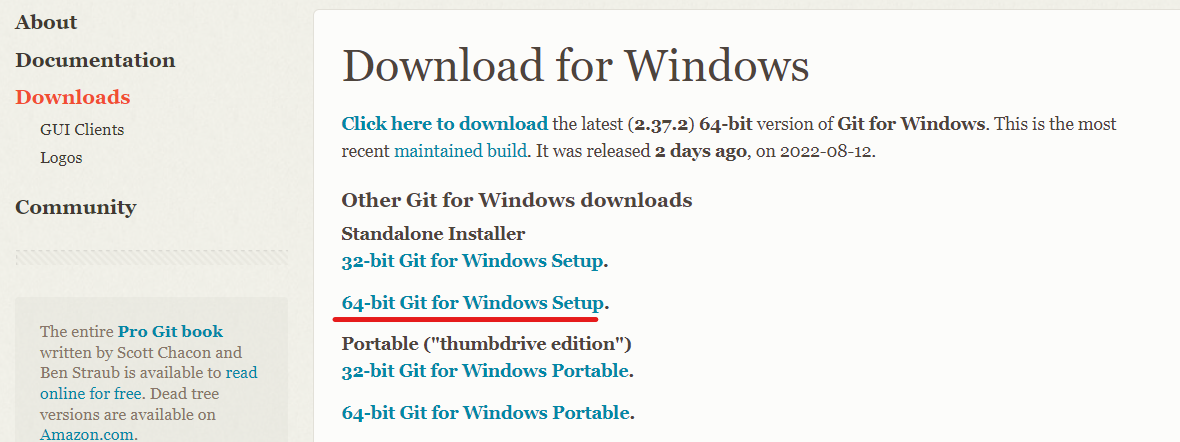 About
Documentation
Downloads
GUI Clients
Logos
Community
The entire Pro Git book
written by Scott Chacon and
Ben Straub is available to read
online for free. Dead tree
versions are available on
Amazon.com.
Download for Windows
Click here to download the latest (2.37.2) 64-bit version of Git for Windows. This is the most
recent maintained build. It was released 2 days ago, on 2022-08-12.
Other Git for Windows downloads
Standalone Installer
32-bit Git for Windows Setup.
64-bit Git for Windows Setup.
Portable ("thumbdrive edition")
32-bit Git for Windows Portable.
64-bit Git for Windows Portable.